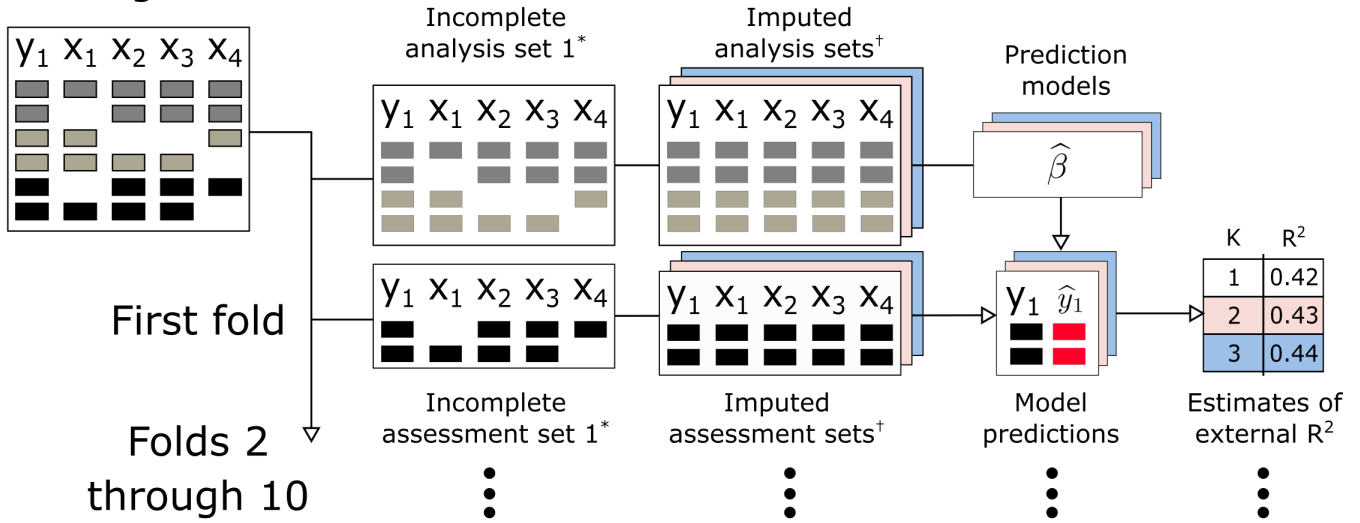 y₁ x₁ x₂ x₃ x₄
Incomplete
analysis set 1*
y₁ x₁ x₂ x₃ x₄
Imputed
analysis sets†
y₁ x₁ x₂ x₃ x₄
Prediction
models
β̂
First fold
y₁ x₁ x₂ x₃ x₄
Incomplete
assessment set 1*
y₁ x₁ x₂ x₃ x₄
Imputed
assessment sets†
y₁ ŷ₁
Model
predictions
K R²
1 0.42
2 0.43
3 0.44
Estimates of
external R²
Folds 2
through 10